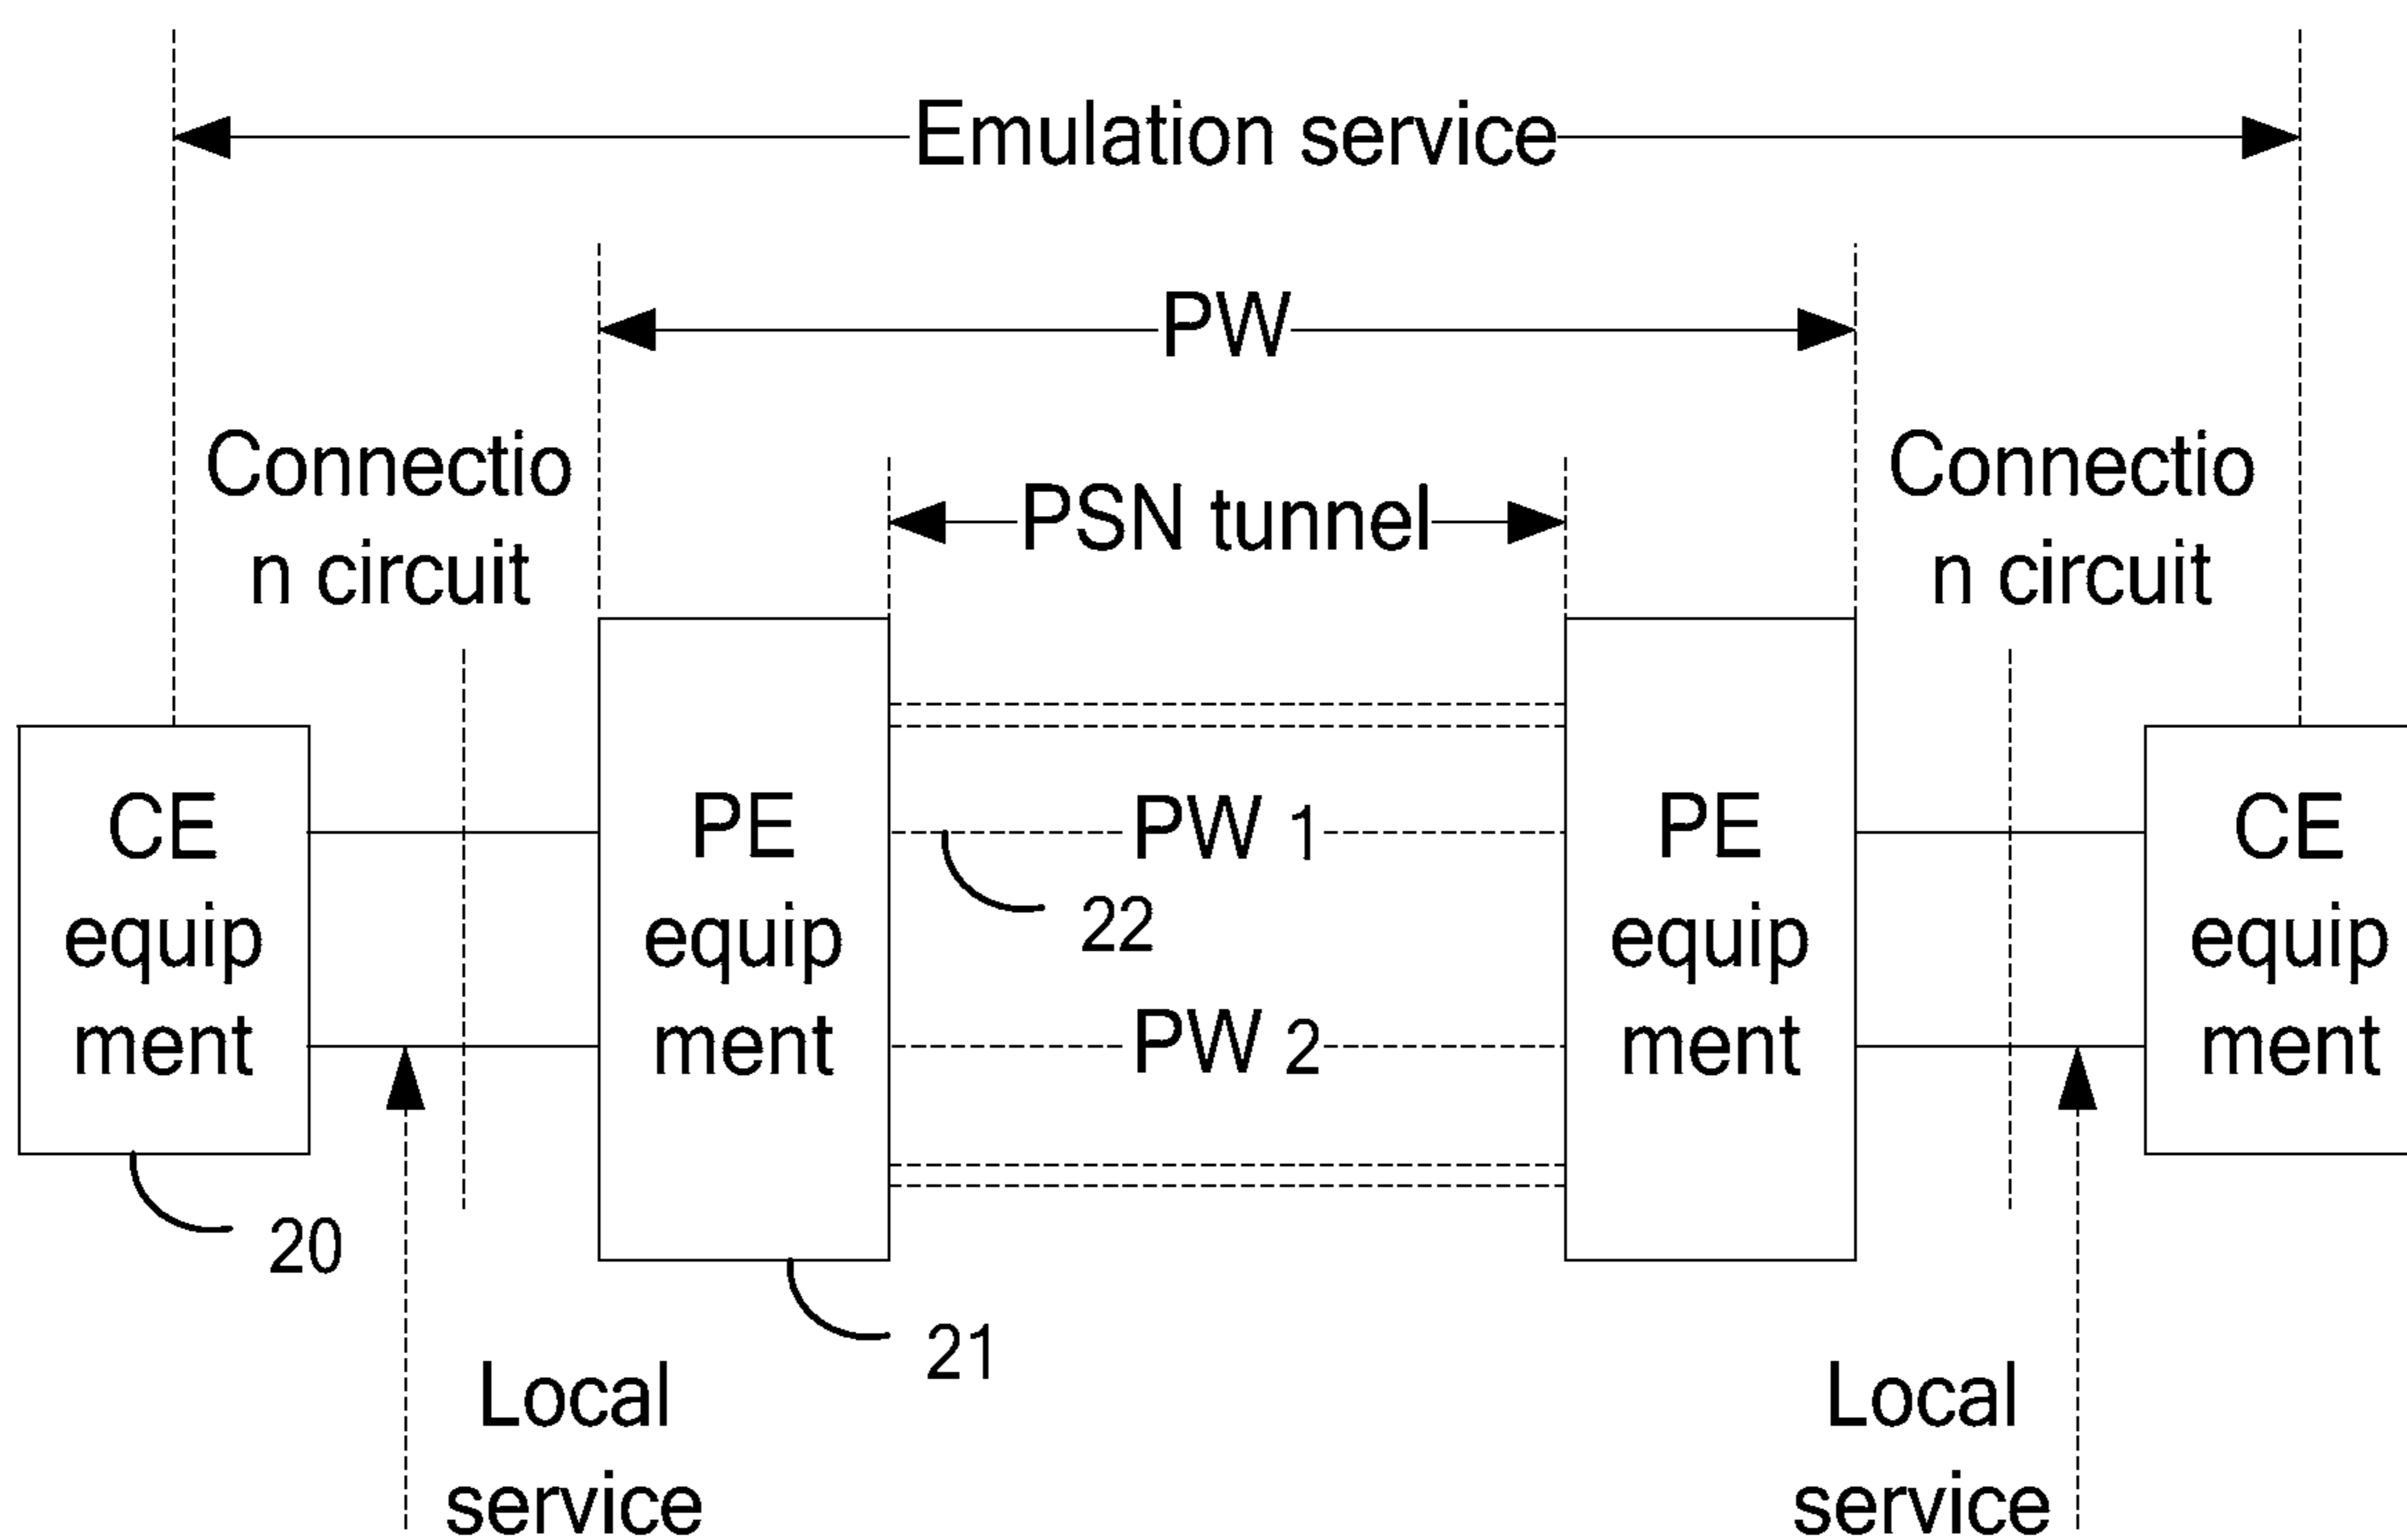 Emulation service
PW
Connectio
n circuit
PSN tunnel
Connectio
n circuit
CE
equip
ment
PE
equip
ment
PW 1
22
PW 2
PE
equip
ment
CE
equip
ment
20
21
Local
service
Local
service